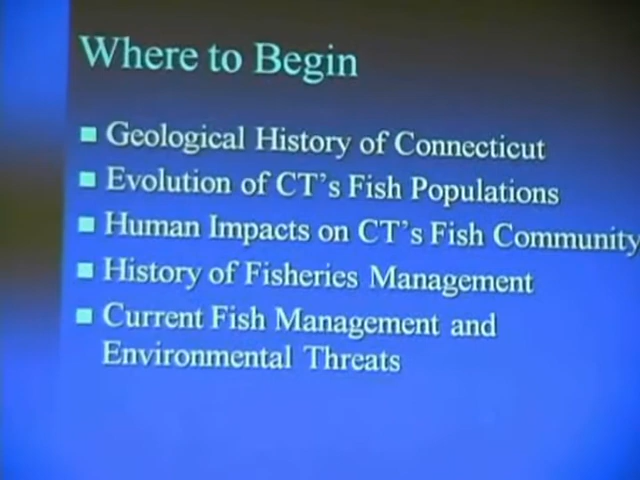 Where to Begin
Geological History of Connecticut
Evolution of CT's Fish Populations
Human Impacts on CT's Fish Community
History of Fisheries Management
Current Fish Management and
Environmental Threats